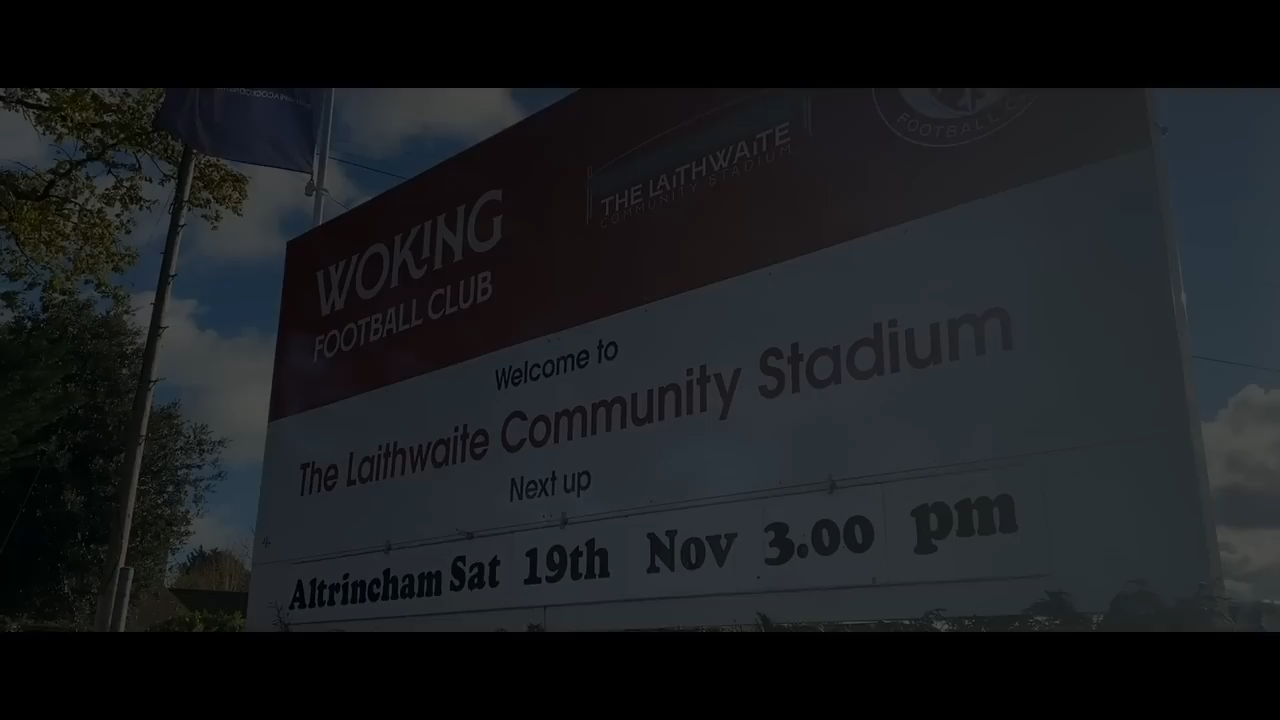 WOKING
FOOTBALL CLUB
THE LAITHWAITE
COMMUNITY STADIUM
FOOTBALL
Welcome to
The Laithwaite Community Stadium
Next up
Altrincham Sat 19th Nov 3.00 pm